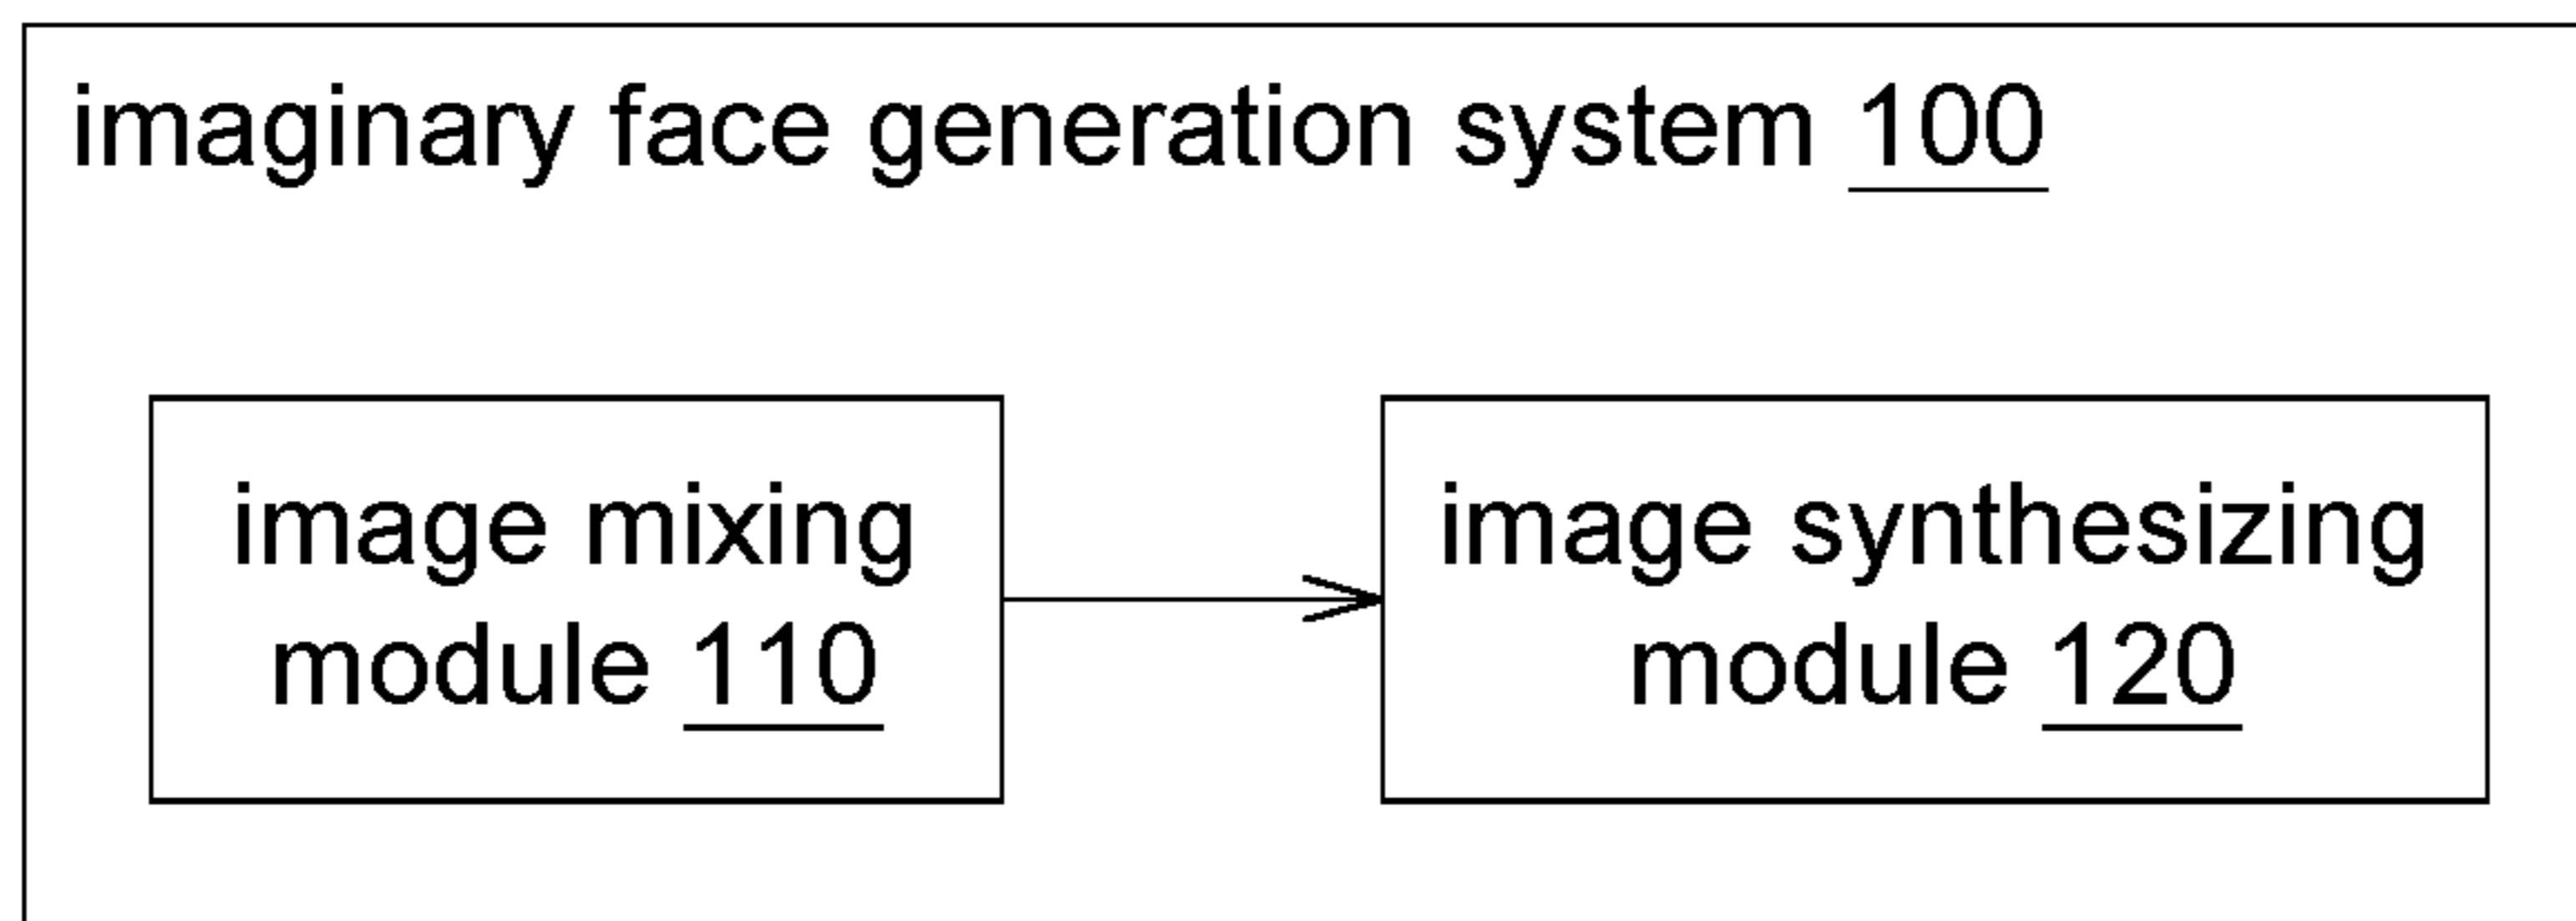 imaginary face generation system 100
image mixing
module 110
image synthesizing
module 120